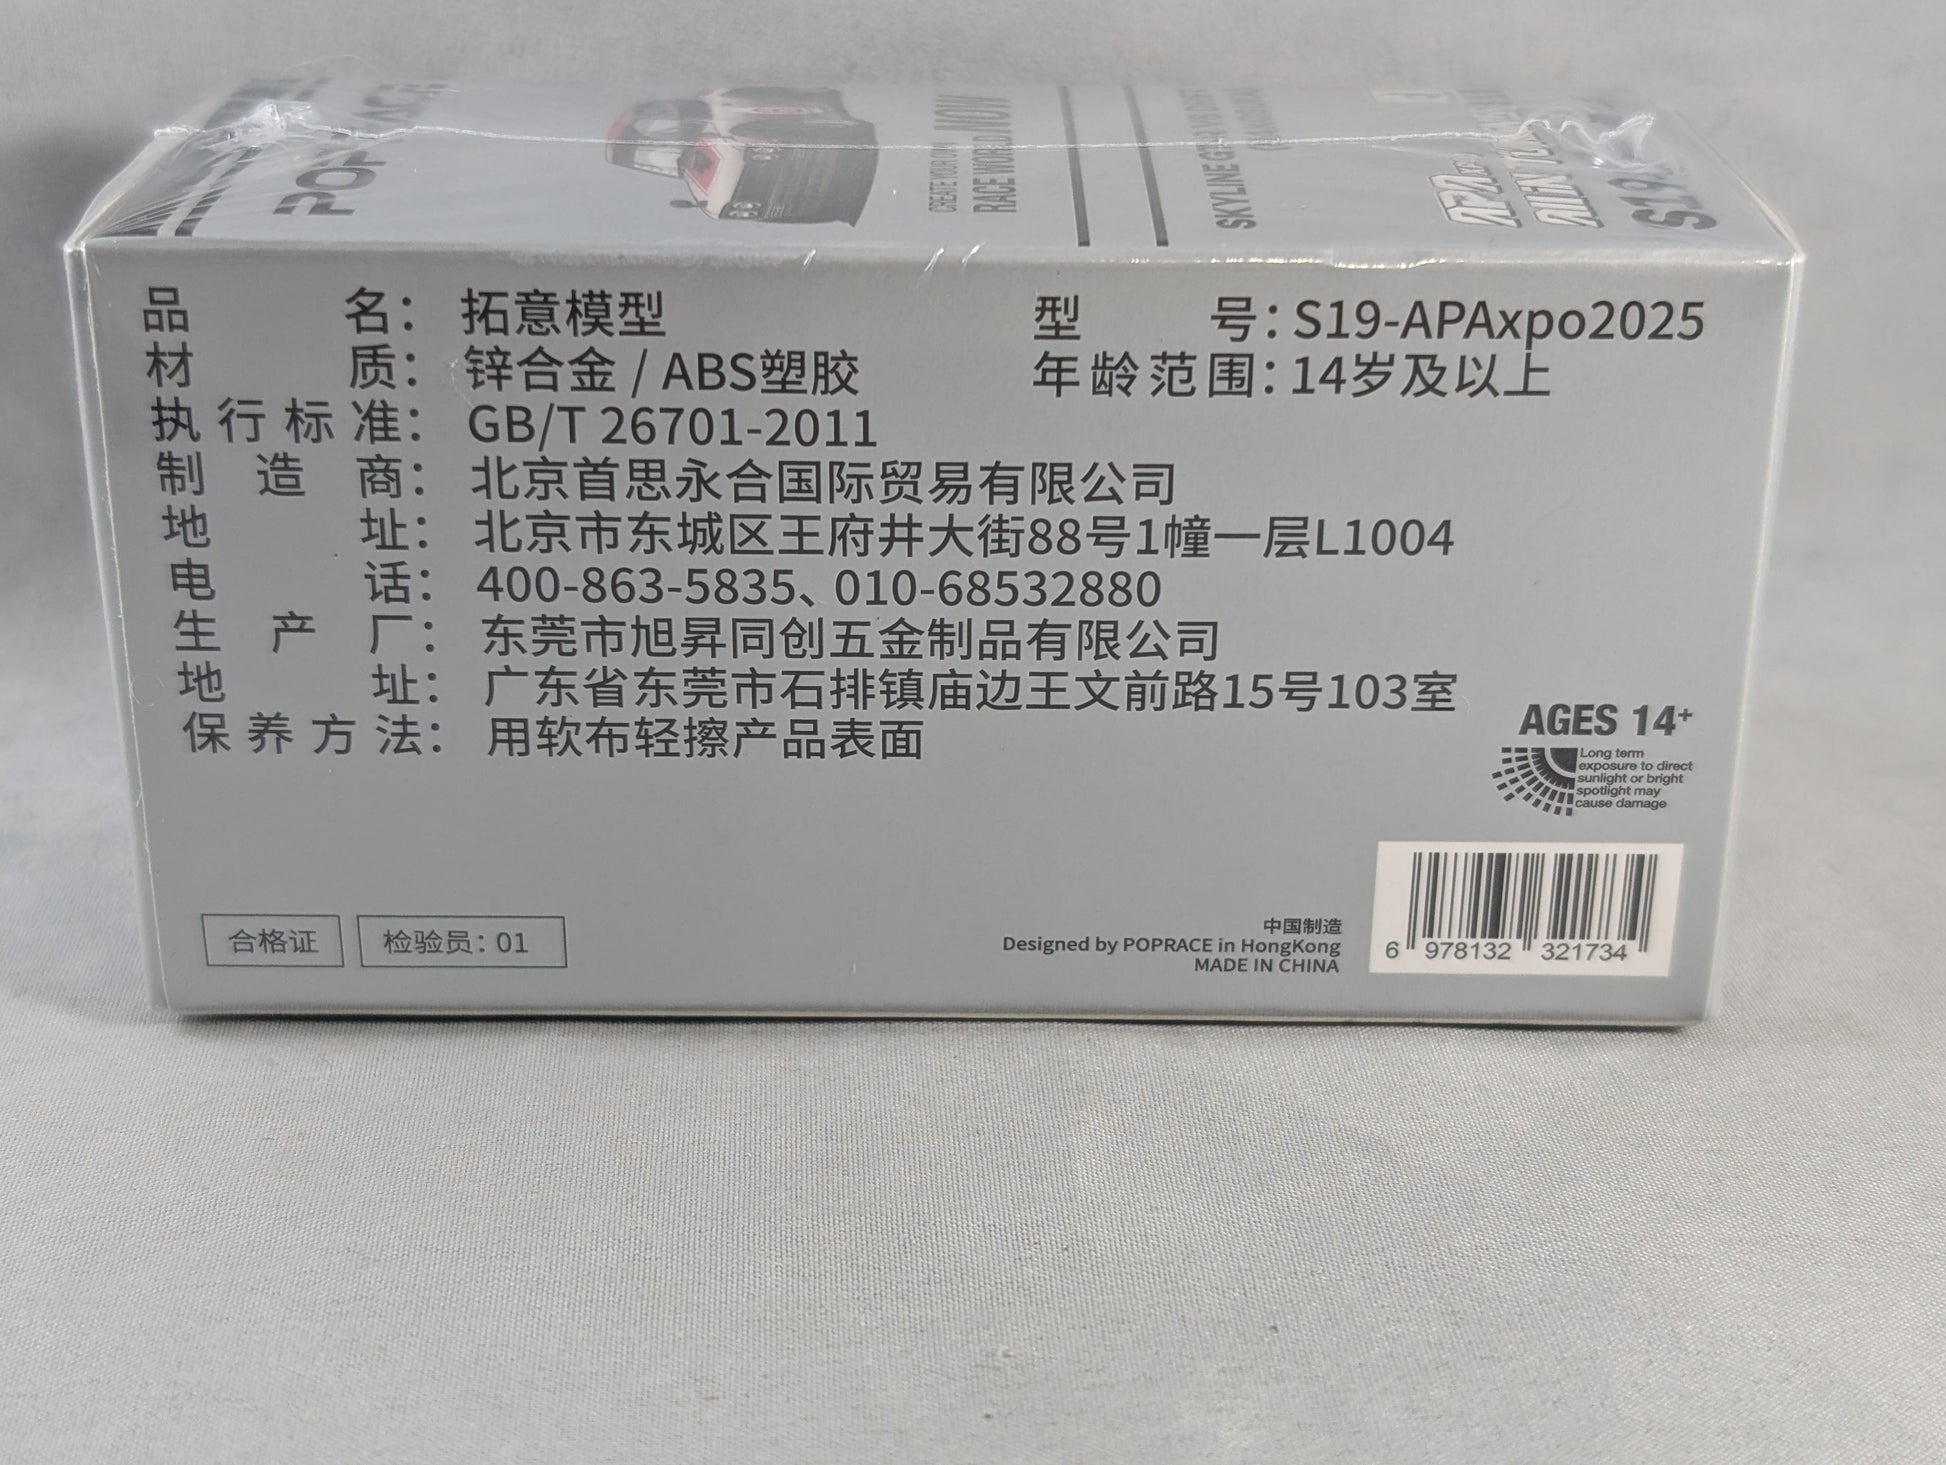 CREATE YOUR OWN
RACE WORLD NOW
S19
品名：拓意模型
型号：S19-APAxpo2025
材质：锌合金 / ABS塑胶
年龄范围：14岁及以上
执行标准：GB/T 26701-2011
制造商：北京首思永合国际贸易有限公司
地址：北京市东城区王府井大街88号1幢一层L1004
电话：400-863-5835、010-68532880
生产厂：东莞市旭昇同创五金制品有限公司
地址：广东省东莞市石排镇庙边王文前路15号103室
保养方法：用软布轻擦产品表面
AGES 14+
Long term
exposure to direct
sunlight or bright
spotlight may
cause damage
合格证
检验员：01
中国制造
Designed by POPRACE in HongKong
MADE IN CHINA
6 978132 321734